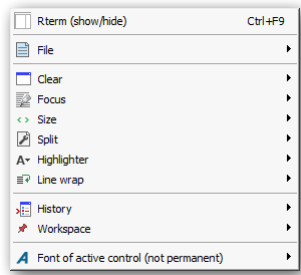 Rterm (show/hide) Ctrl+F9
File
Clear
Focus
Size
Split
Highlighter
Line wrap
History
Workspace
Font of active control (not permanent)